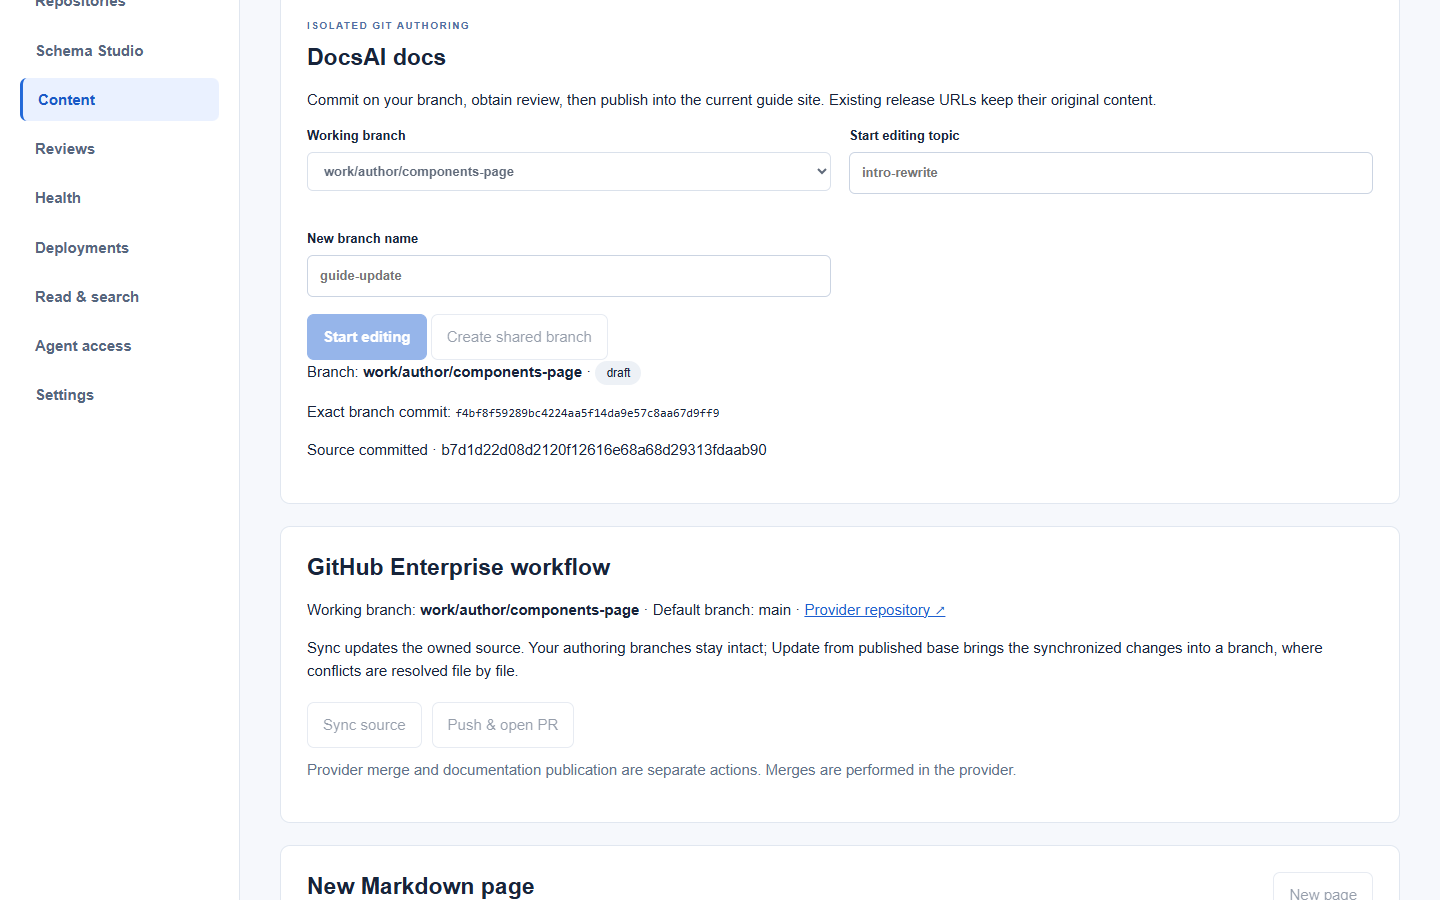 Repositories
Schema Studio
Content
Reviews
Health
Deployments
Read & search
Agent access
Settings
ISOLATED GIT AUTHORING
DocsAI docs
Commit on your branch, obtain review, then publish into the current guide site. Existing release URLs keep their original content.
Working branch
work/author/components-page
Start editing topic
intro-rewrite
New branch name
guide-update
Start editing
Create shared branch
Branch: work/author/components-page · draft
Exact branch commit: f4bf8f59289bc4224aa5f14da9e57c8aa67d9ff9
Source committed · b7d1d22d08d2120f12616e68a68d29313fdaab90
GitHub Enterprise workflow
Working branch: work/author/components-page · Default branch: main · Provider repository ↗
Sync updates the owned source. Your authoring branches stay intact; Update from published base brings the synchronized changes into a branch, where
conflicts are resolved file by file.
Sync source
Push & open PR
Provider merge and documentation publication are separate actions. Merges are performed in the provider.
New Markdown page
New page